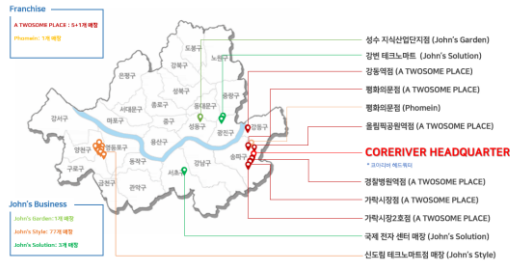 Franchise
A TWOSOME PLACE : 5+1개 매장
Phomein : 1개 매장
도봉구
노원구
강북구
은평구
성북구
중랑구
종로구
동대문구
서대문구
강서구
마포구
중구
성동구
광진구
강동구
용산구
양천구
영등포구
송파구
구로구
동작구
강남구
서초구
금천구
관악구
John's Business
John's Garden: 1개 매장
John's Style: 77개 매장
John's Solution: 3개 매장
성수 지식산업단지점 (John's Garden)
강변 테크노마트 (John's Solution)
강동역점 (A TWOSOME PLACE)
평화의문점 (A TWOSOME PLACE)
평화의문점 (Phomein)
올림픽공원역점 (A TWOSOME PLACE)
CORERIVER HEADQUARTER
* 코아리버 헤드쿼터
경찰병원역점 (A TWOSOME PLACE)
가락시장점 (A TWOSOME PLACE)
가락시장2호점 (A TWOSOME PLACE)
국제 전자 센터 매장 (John's Solution)
신도림 테크노마트점 매장 (John's Style)